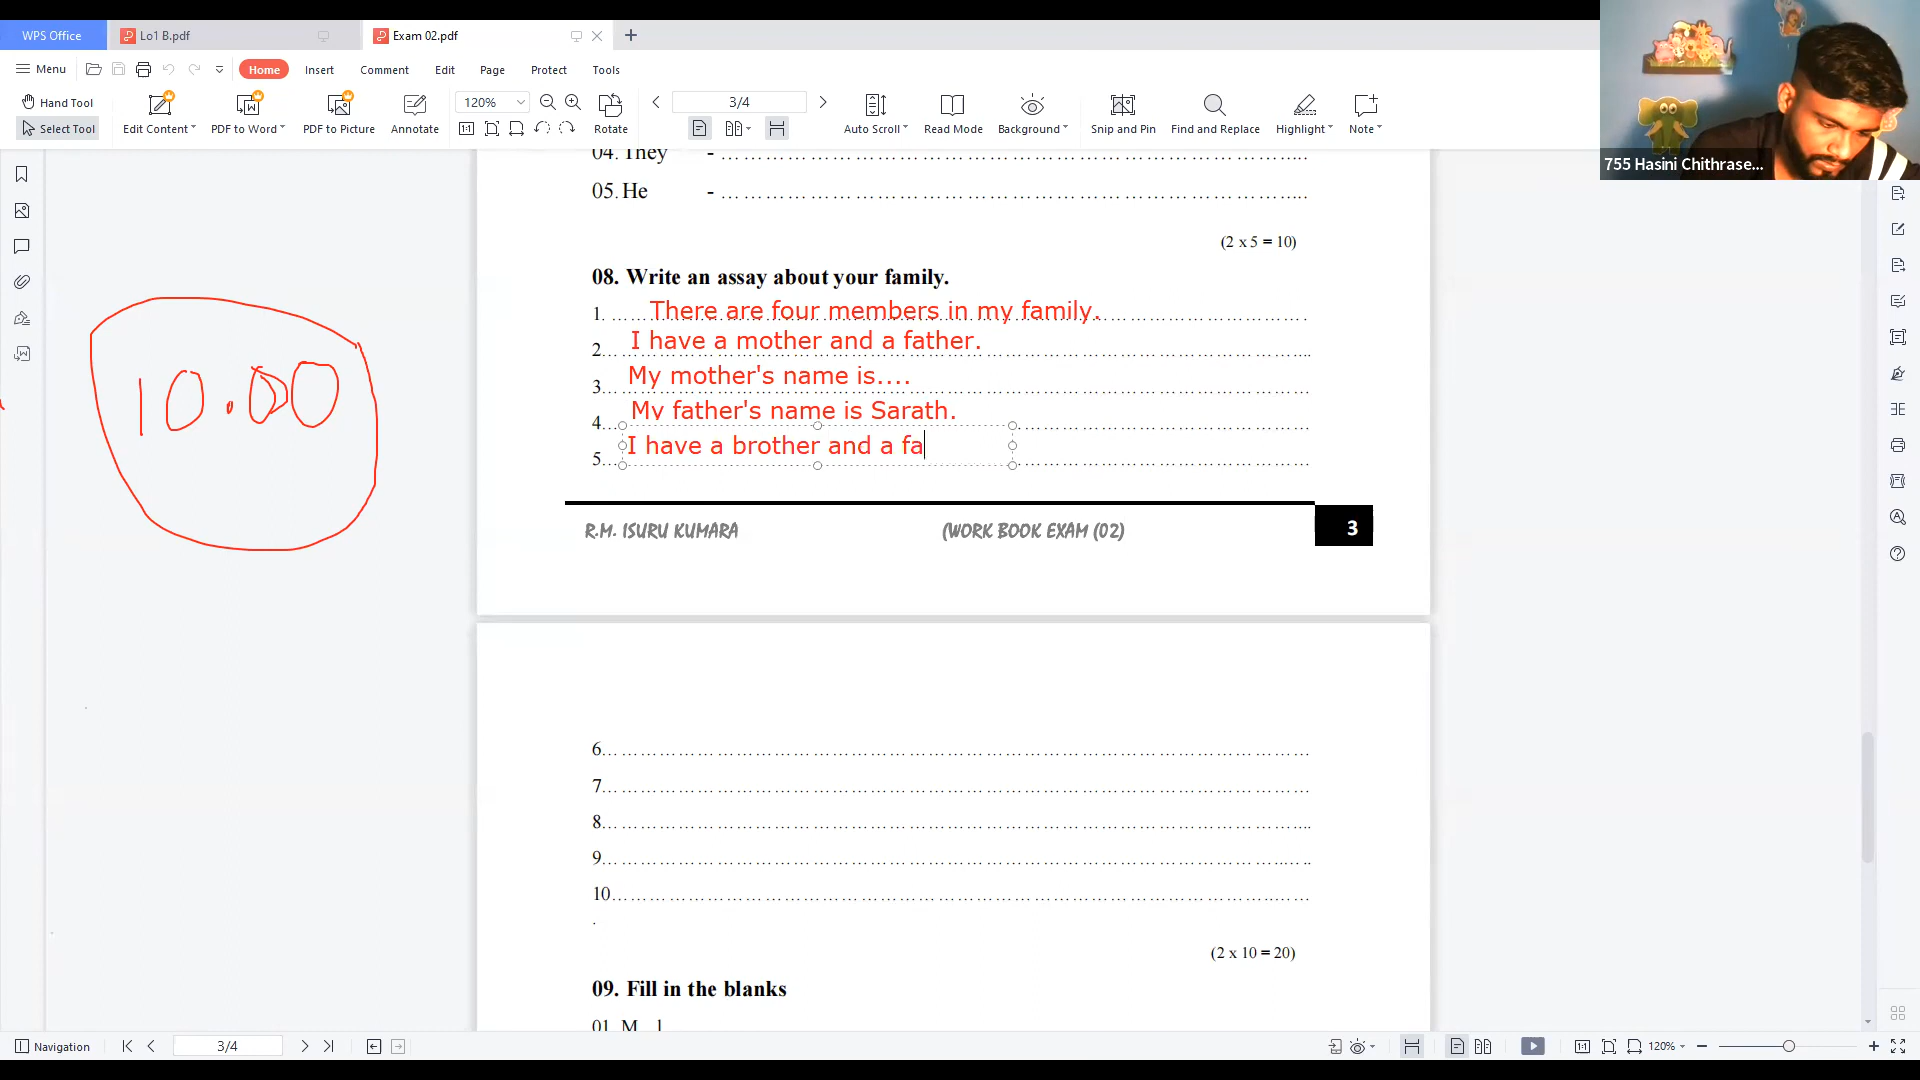 WPS Office
Lo1 B.pdf
Exam 02.pdf
Menu
Home
Insert
Comment
Edit
Page
Protect
Tools
Hand Tool
Select Tool
Edit Content
PDF to Word
PDF to Picture
Annotate
120%
Rotate
3/4
Auto Scroll
Read Mode
Background
Snip and Pin
Find and Replace
Highlight
Note
755 Hasini Chithrase...
04. They - ……………………………………………………………..
05. He - ……………………………………………………………..
(2 x 5 = 10)
08. Write an assay about your family.
1. …… There are four members in my family.
2… I have a mother and a father.
3… My mother's name is....
4… My father's name is Sarath.
5… I have a brother and a fa
R.M. ISURU KUMARA (WORK BOOK EXAM (02) 3
10.00
6…………………………………………………………………
7…………………………………………………………………
8…………………………………………………………………
9…………………………………………………………………
10…………………………………………………………………
.
(2 x 10 = 20)
09. Fill in the blanks
01. M l
Navigation
3/4
120%